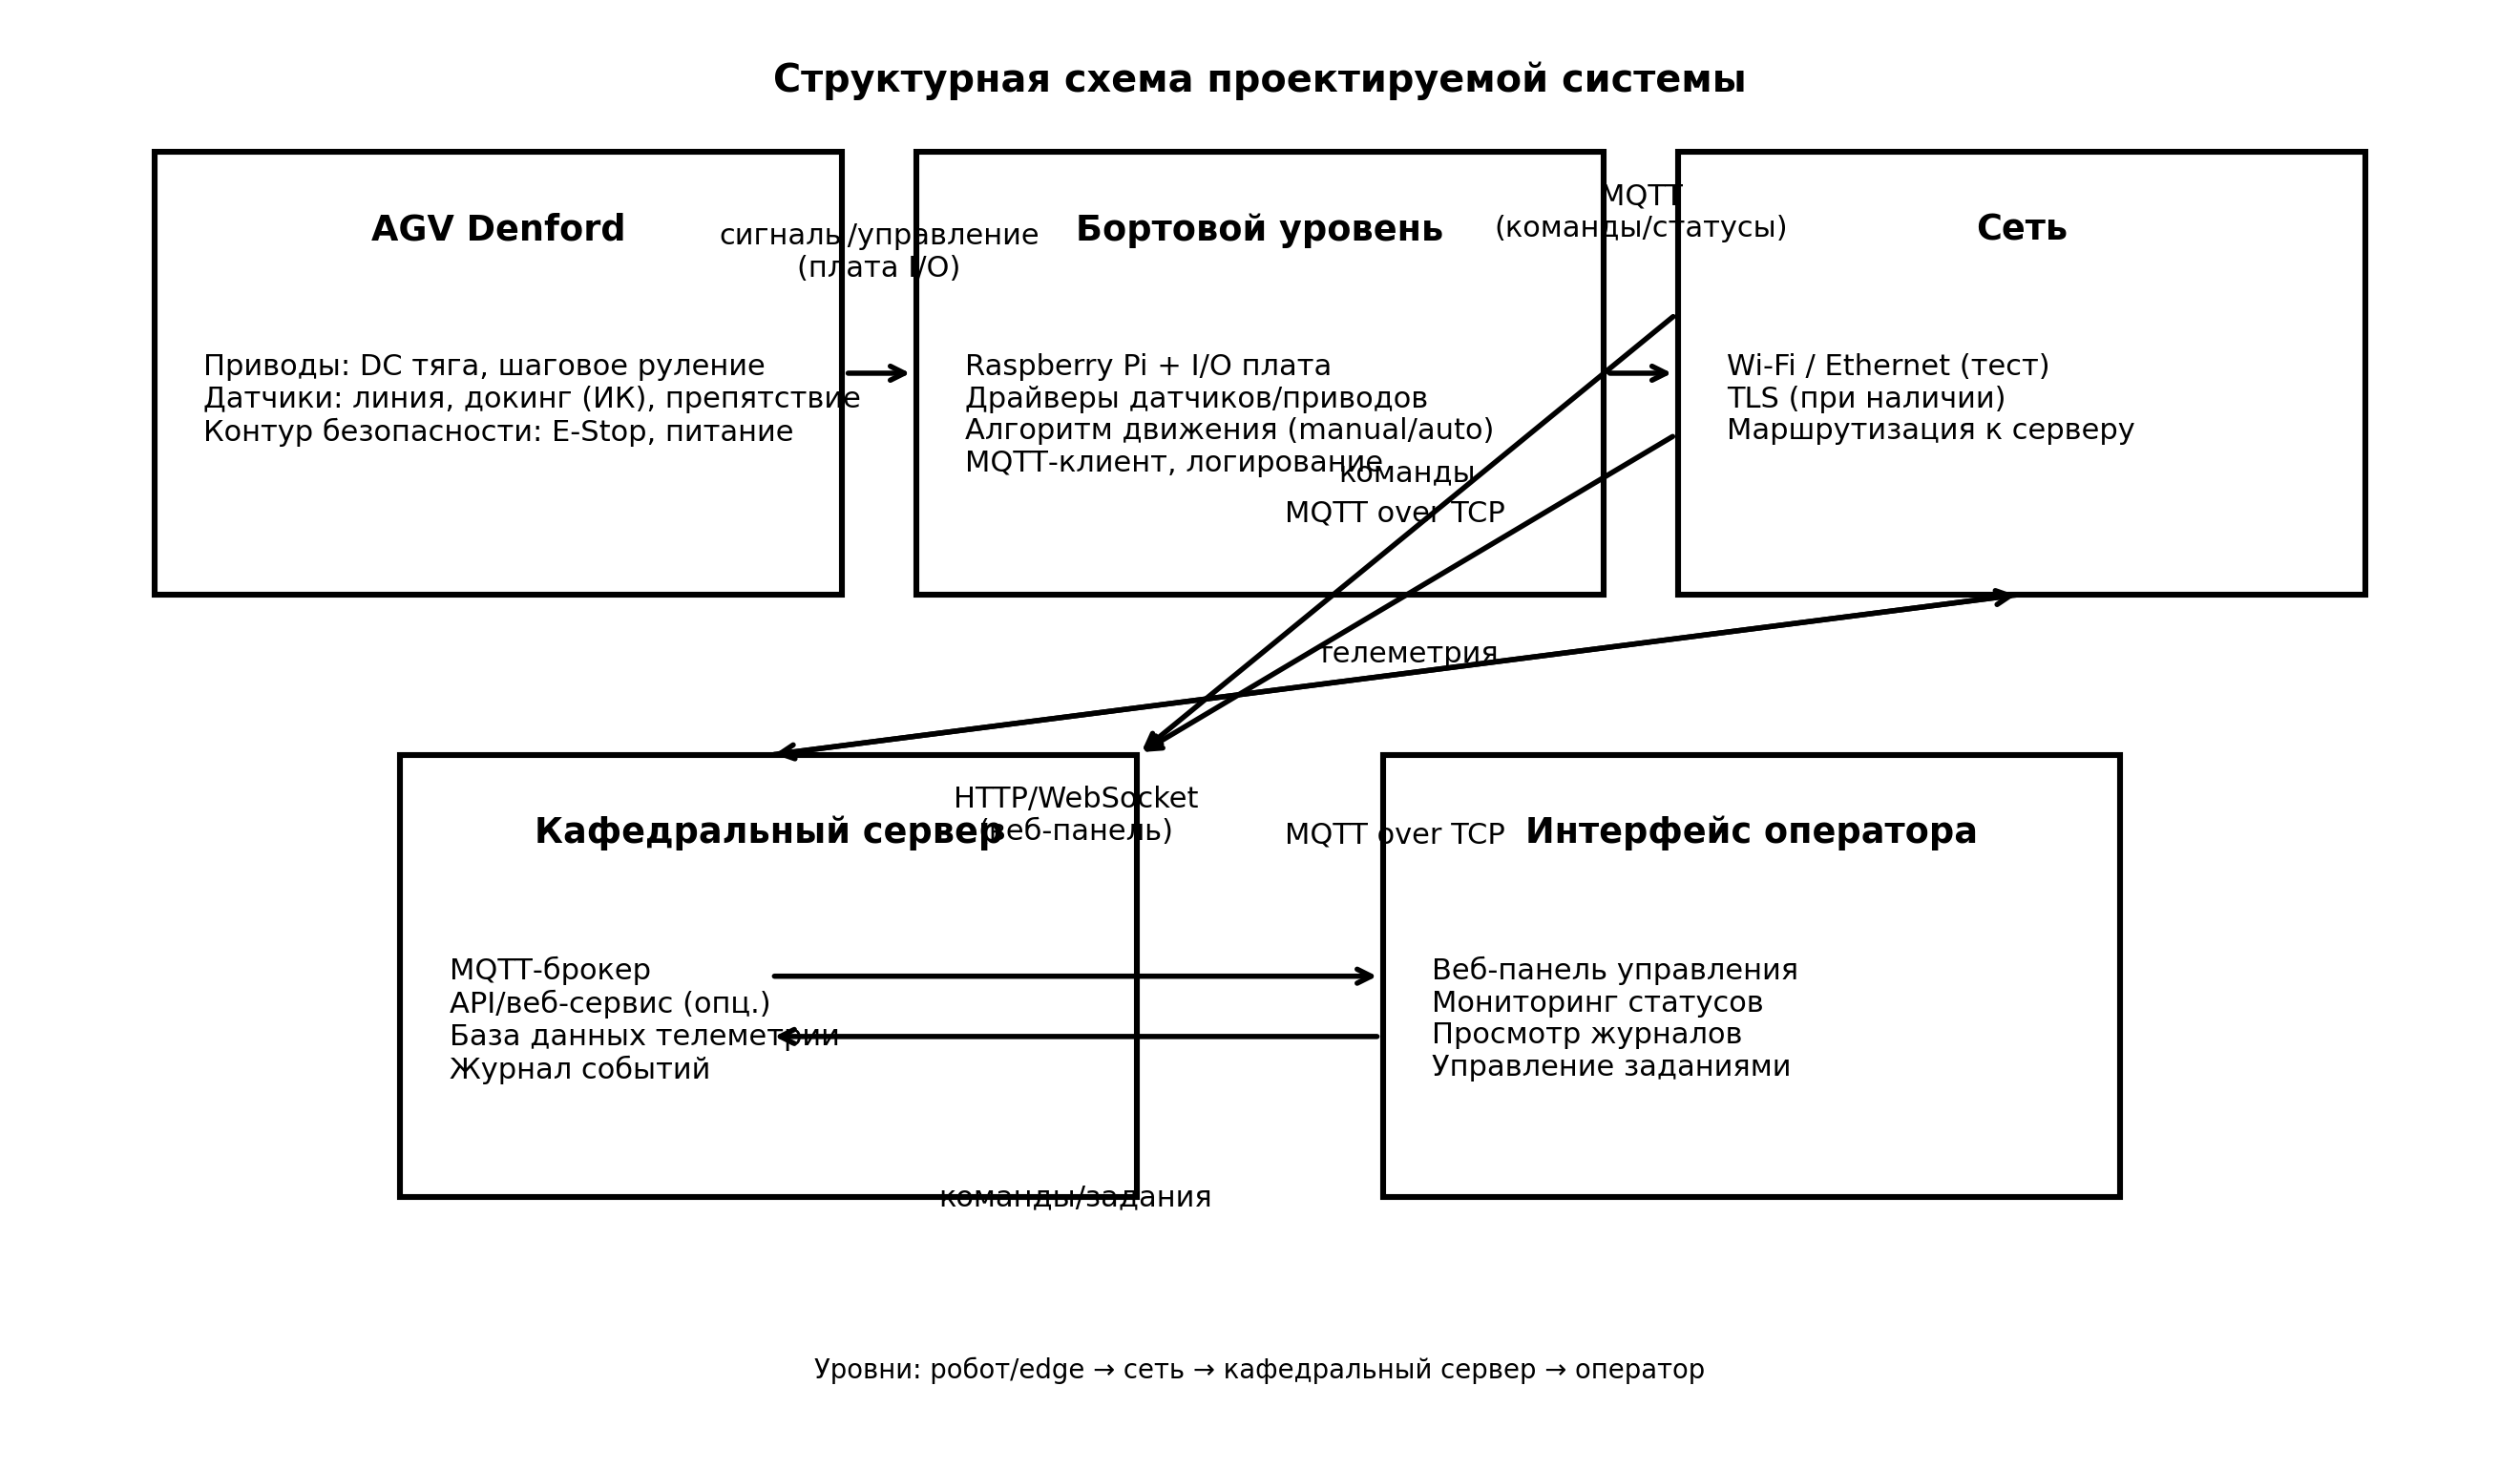 Структурная схема проектируемой системы
AGV Denford
Приводы: DC тяга, шаговое руление
Датчики: линия, докинг (ИК), препятствие
Контур безопасности: E-Stop, питание
сигналы/управление
(плата I/O)
Бортовой уровень
Raspberry Pi + I/O плата
Драйверы датчиков/приводов
Алгоритм движения (manual/auto)
MQTT-клиент, логирование
MQTT
(команды/статусы)
Сеть
Wi-Fi / Ethernet (тест)
TLS (при наличии)
Маршрутизация к серверу
команды
MQTT over TCP
телеметрия
Кафедральный сервер
MQTT-брокер
API/веб-сервис (опц.)
База данных телеметрии
Журнал событий
HTTP/WebSocket
(веб-панель)
MQTT over TCP
Интерфейс оператора
Веб-панель управления
Мониторинг статусов
Просмотр журналов
Управление заданиями
команды/задания
Уровни: робот/edge → сеть → кафедральный сервер → оператор